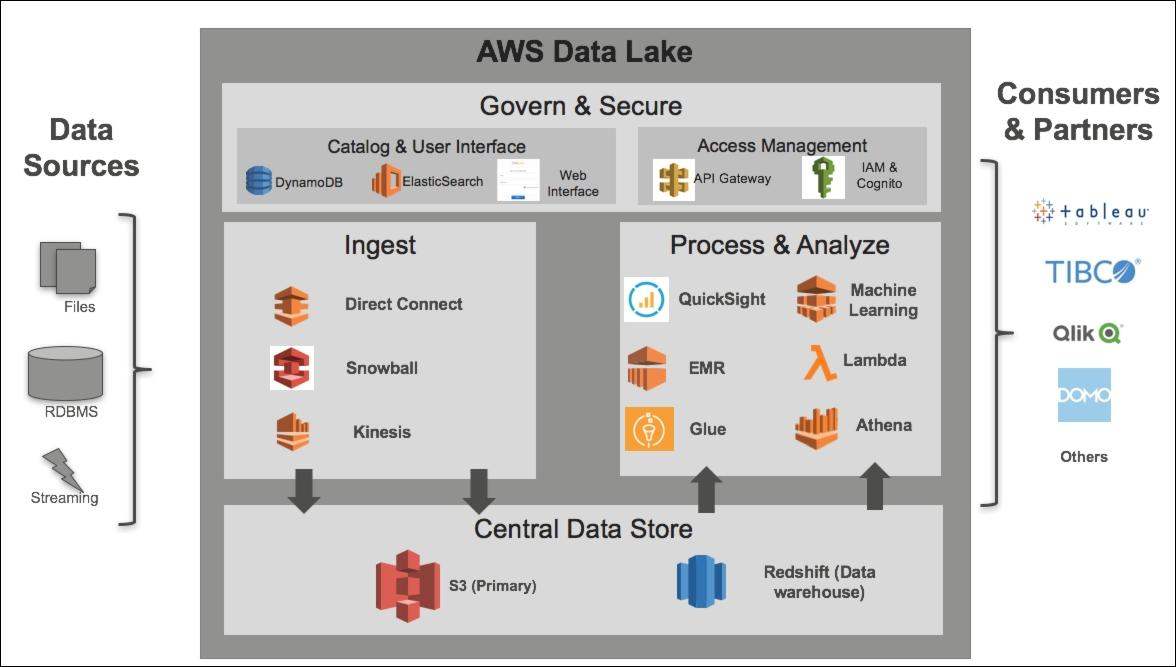 AWS Data Lake
Govern & Secure
Catalog & User Interface
DynamoDB
ElasticSearch
Web
Interface
Access Management
API Gateway
IAM &
Cognito
Data
Sources
Files
RDBMS
Streaming
Ingest
Direct Connect
Snowball
Kinesis
Process & Analyze
QuickSight
Machine
Learning
EMR
Lambda
Glue
Athena
Central Data Store
S3 (Primary)
Redshift (Data
warehouse)
Consumers
& Partners
tableau
SOFTWARE
TIBCO®
Qlik
DOMO
Others